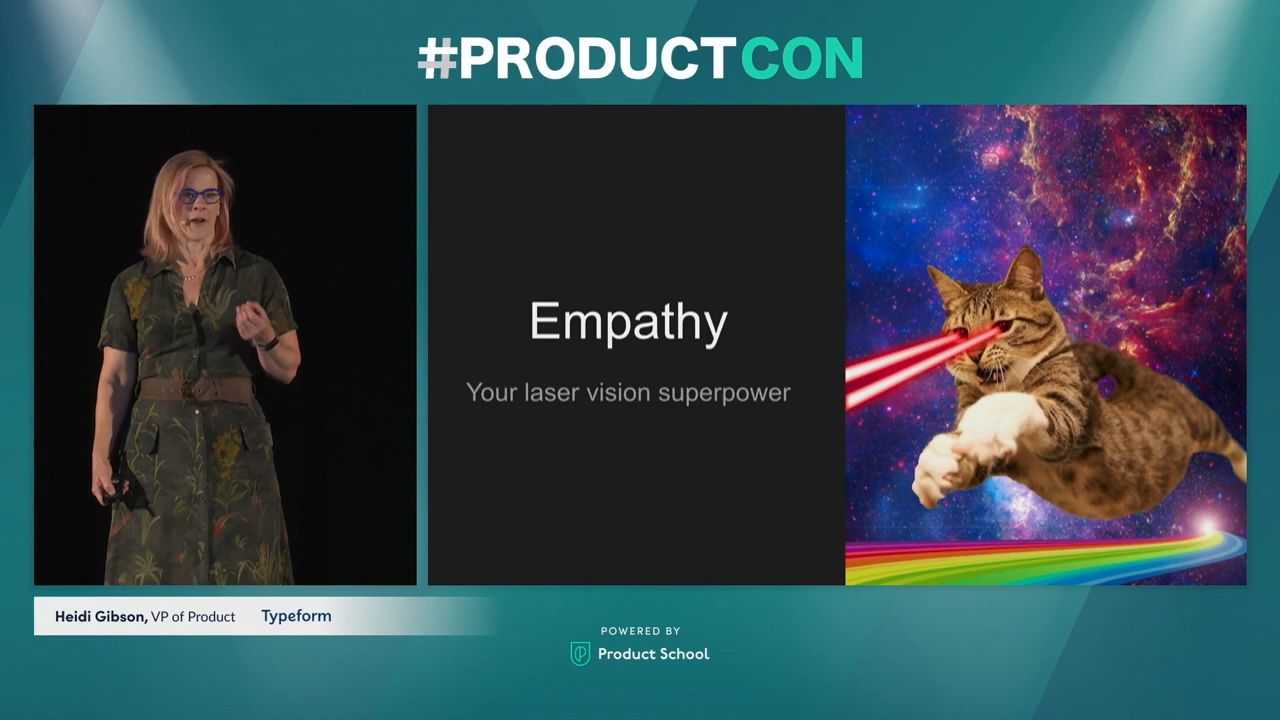 #PRODUCTCON
Empathy
Your laser vision superpower
Heidi Gibson, VP of Product Typeform
POWERED BY
Product School